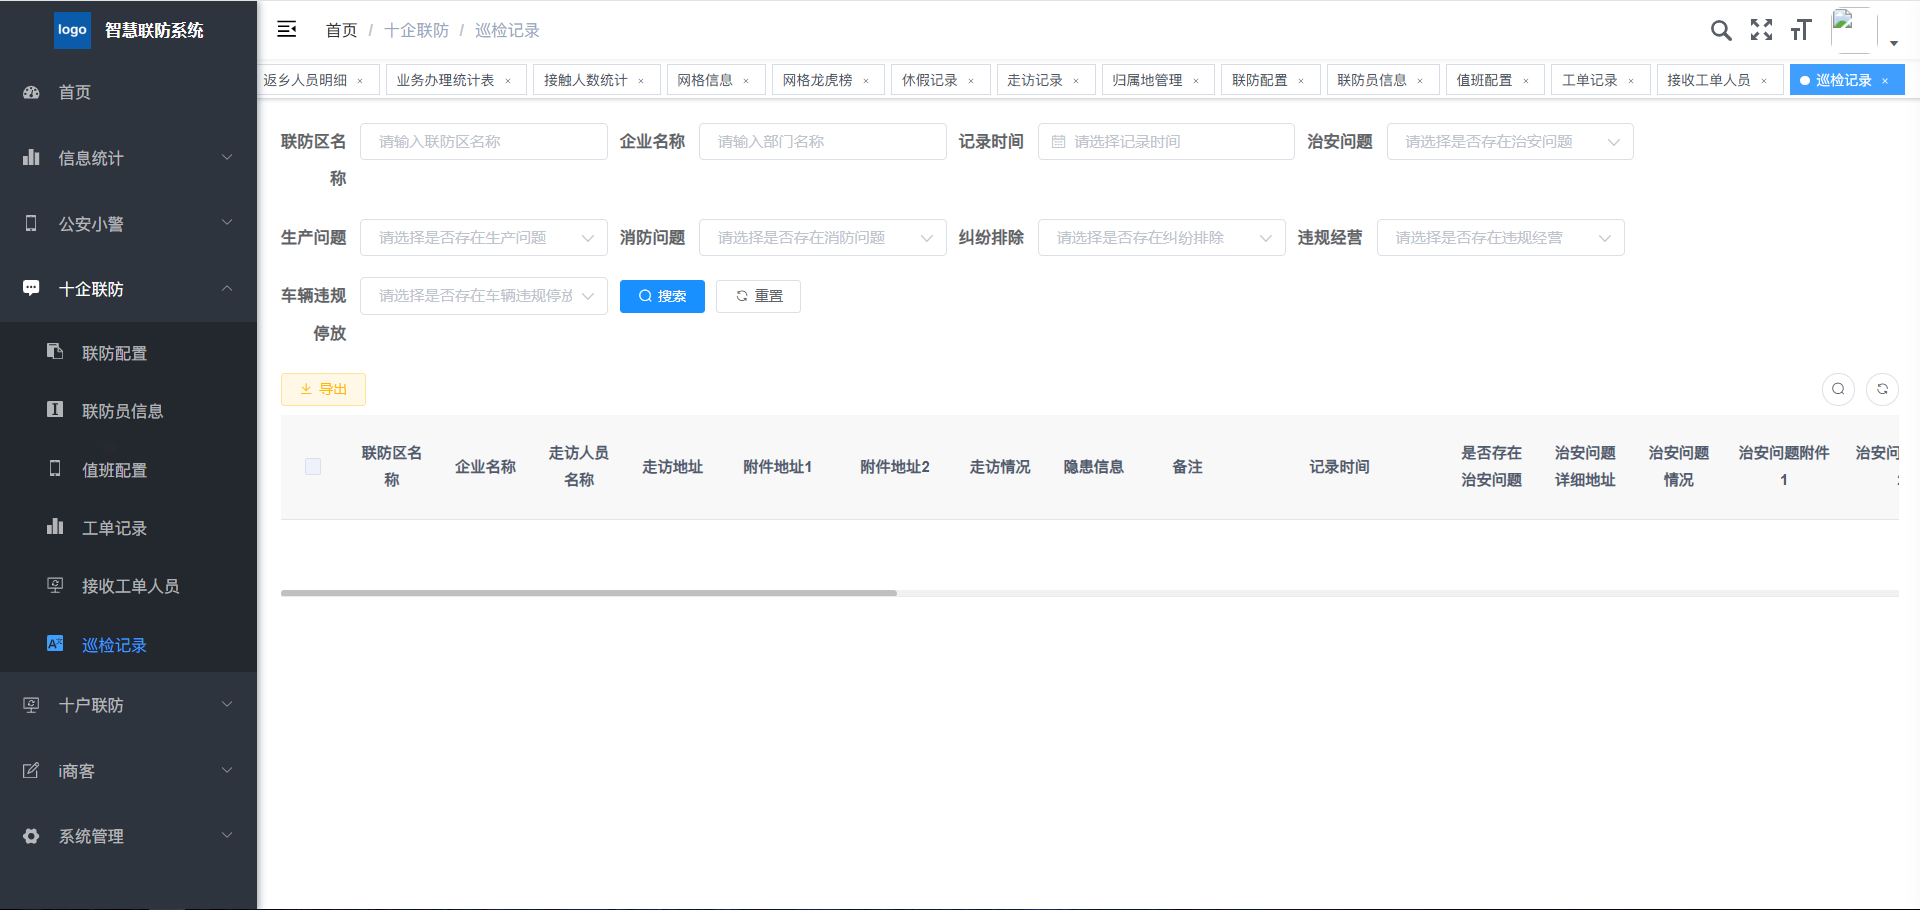 logo 智慧联防系统
首页 / 十企联防 / 巡检记录
返乡人员明细 × 业务办理统计表 × 接触人数统计 × 网格信息 × 网格龙虎榜 × 休假记录 × 走访记录 × 归属地管理 × 联防配置 × 联防员信息 × 值班配置 × 工单记录 × 接收工单人员 × 巡检记录 ×
首页
信息统计
公安小警
十企联防
联防配置
联防员信息
值班配置
工单记录
接收工单人员
巡检记录
十户联防
i商客
系统管理
联防区名称 请输入联防区名称 企业名称 请输入部门名称 记录时间 请选择记录时间 治安问题 请选择是否存在治安问题
生产问题 请选择是否存在生产问题 消防问题 请选择是否存在消防问题 纠纷排除 请选择是否存在纠纷排除 违规经营 请选择是否存在违规经营
车辆违规停放 请选择是否存在车辆违规停放 搜索 重置
导出
联防区名称 企业名称 走访人员名称 走访地址 附件地址1 附件地址2 走访情况 隐患信息 备注 记录时间 是否存在治安问题 治安问题详细地址 治安问题情况 治安问题附件1 治安问